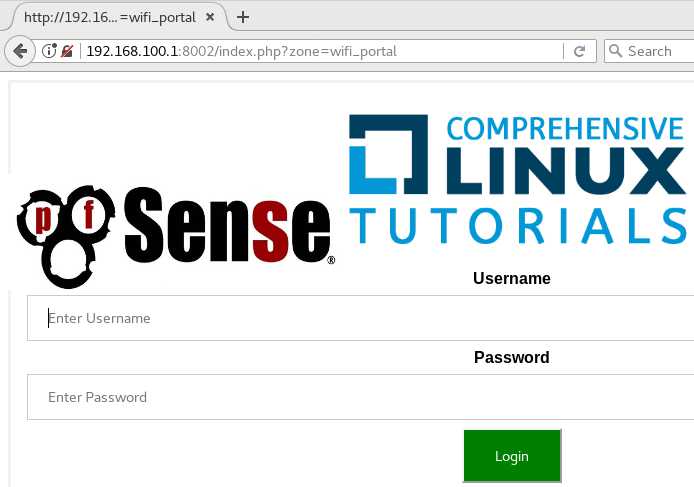 http://192.16... =wifi_portal
192.168.100.1:8002/index.php?zone=wifi_portal
Search
COMPREHENSIVE
LINUX
TUTORIALS
pf Sense®
Username
Enter Username
Password
Enter Password
Login